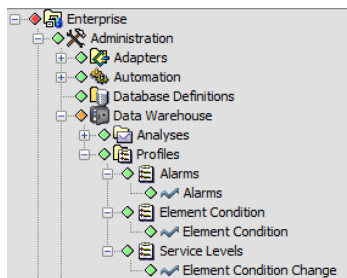 Enterprise
Administration
Adapters
Automation
Database Definitions
Data Warehouse
Analyses
Profiles
Alarms
Alarms
Element Condition
Element Condition
Service Levels
Element Condition Change